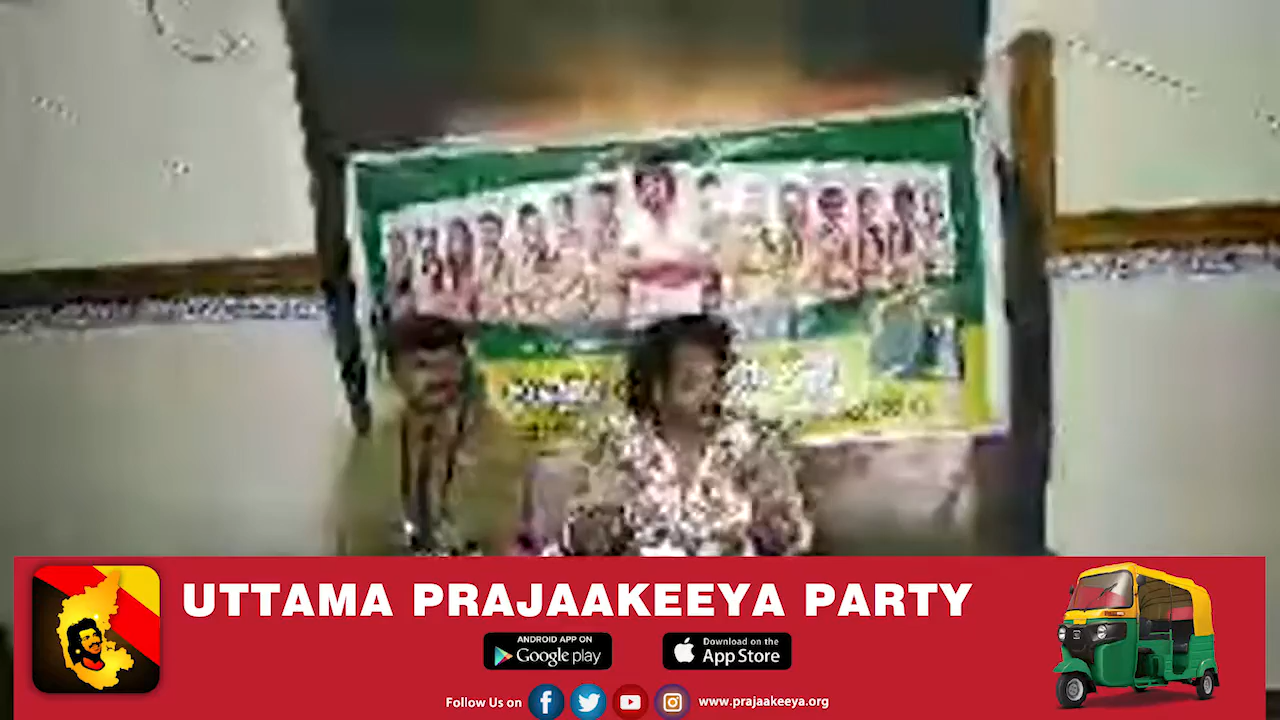 UTTAMA PRAJAAKEEYA PARTY
ANDROID APP ON
Google play
Download on the
App Store
Follow Us on
www.prajaakeeya.org